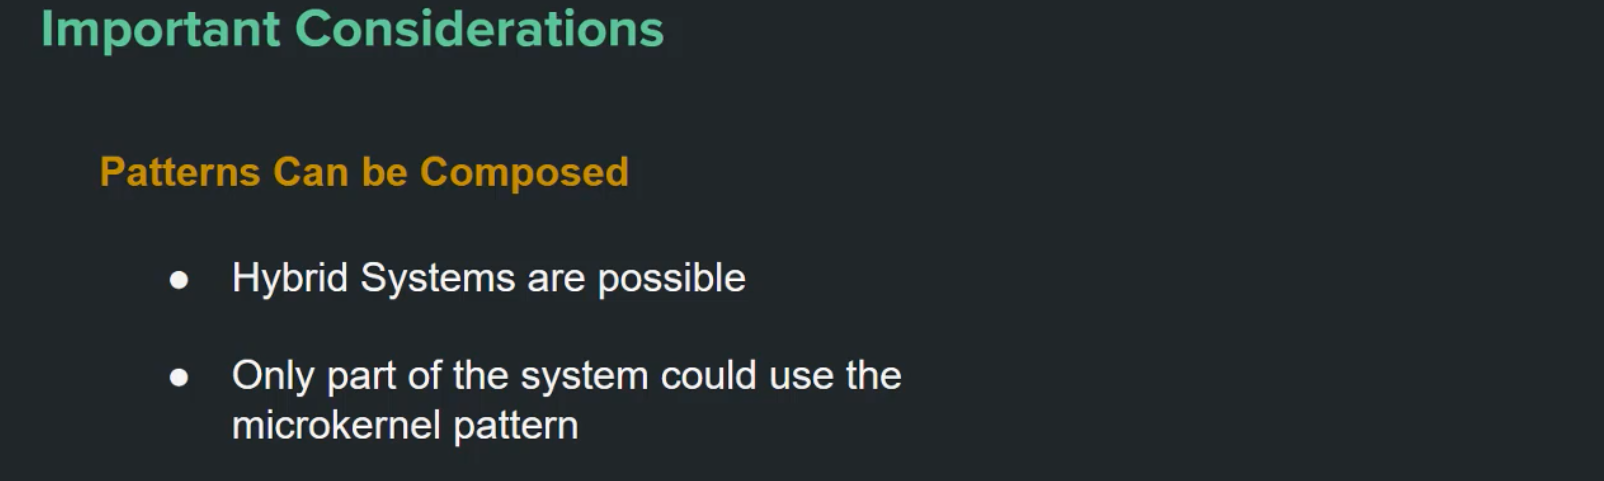 Important Considerations
Patterns Can be Composed
● Hybrid Systems are possible
● Only part of the system could use the
microkernel pattern